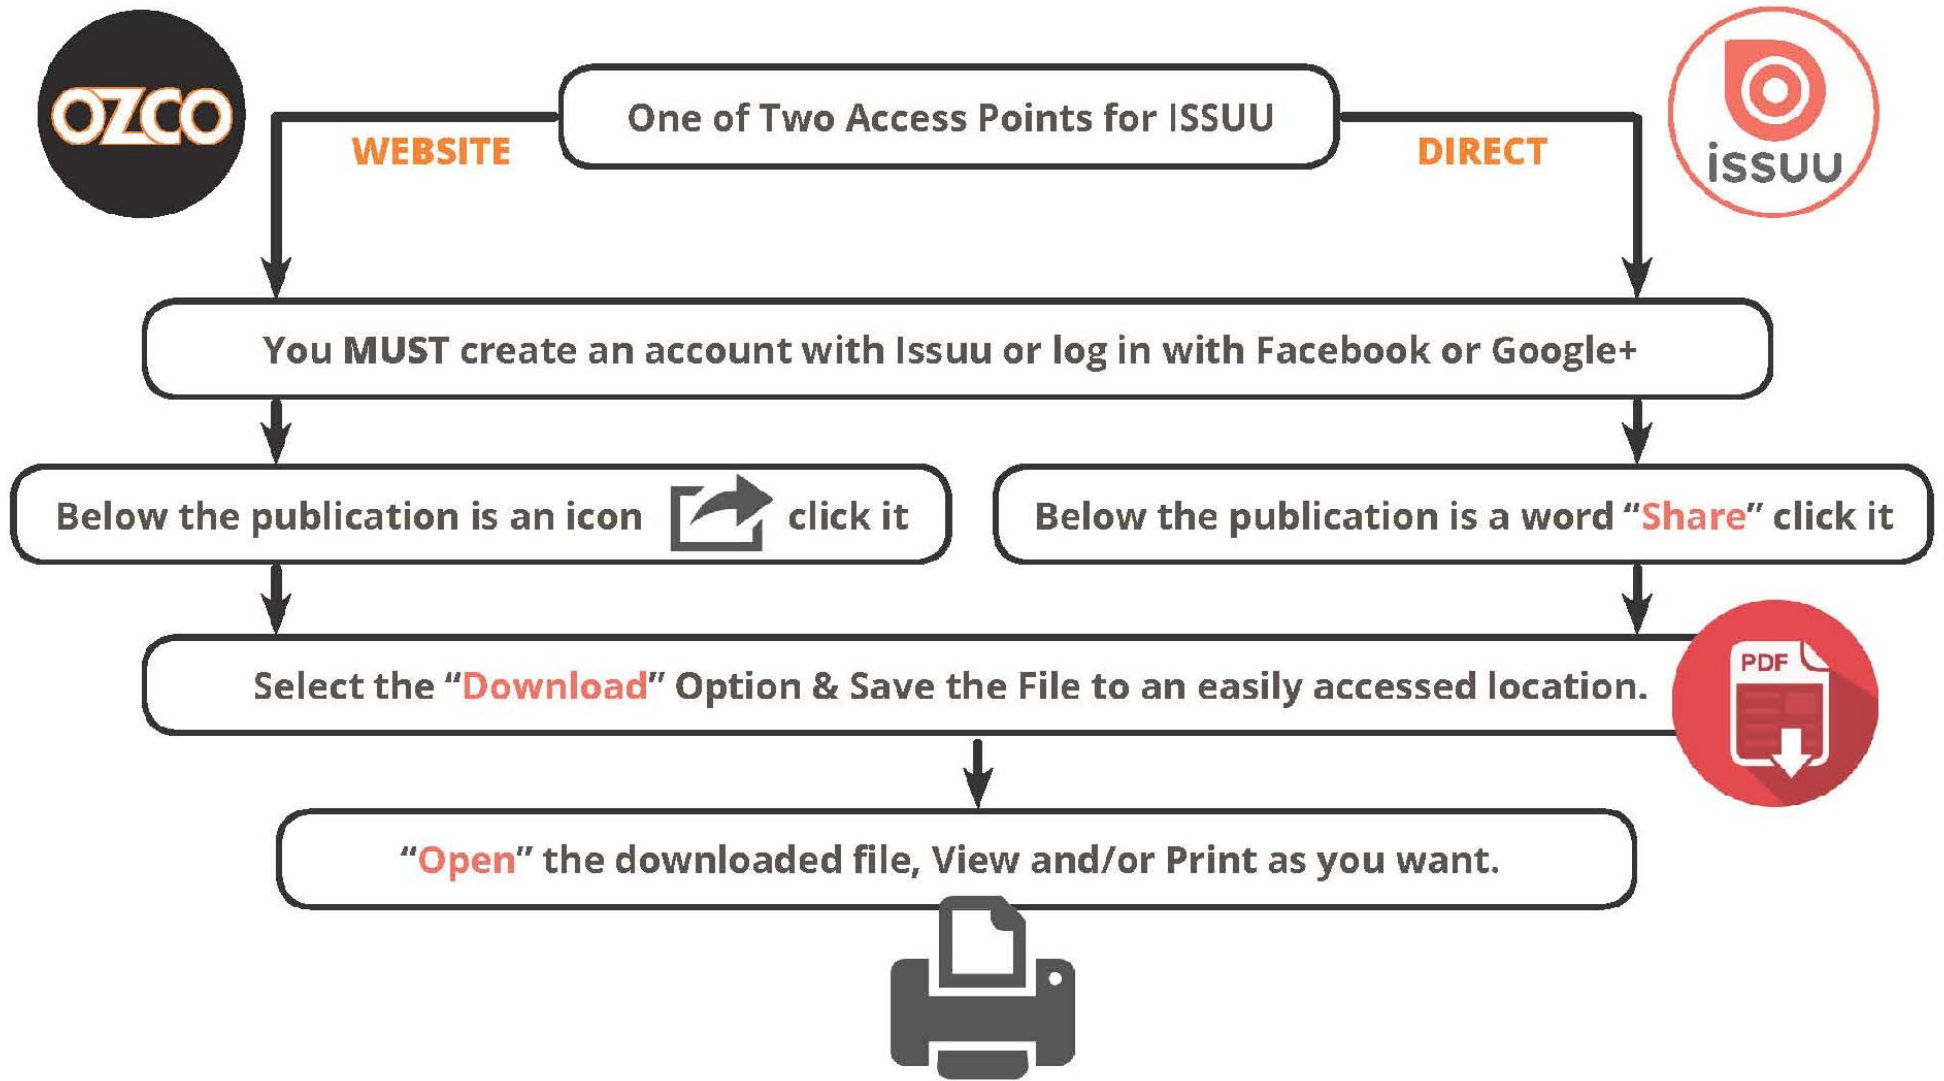 OZCO
One of Two Access Points for ISSUU
WEBSITE
DIRECT
issuu
You MUST create an account with Issuu or log in with Facebook or Google+
Below the publication is an icon click it
Below the publication is a word “Share” click it
Select the “Download” Option & Save the File to an easily accessed location.
PDF
“Open” the downloaded file, View and/or Print as you want.